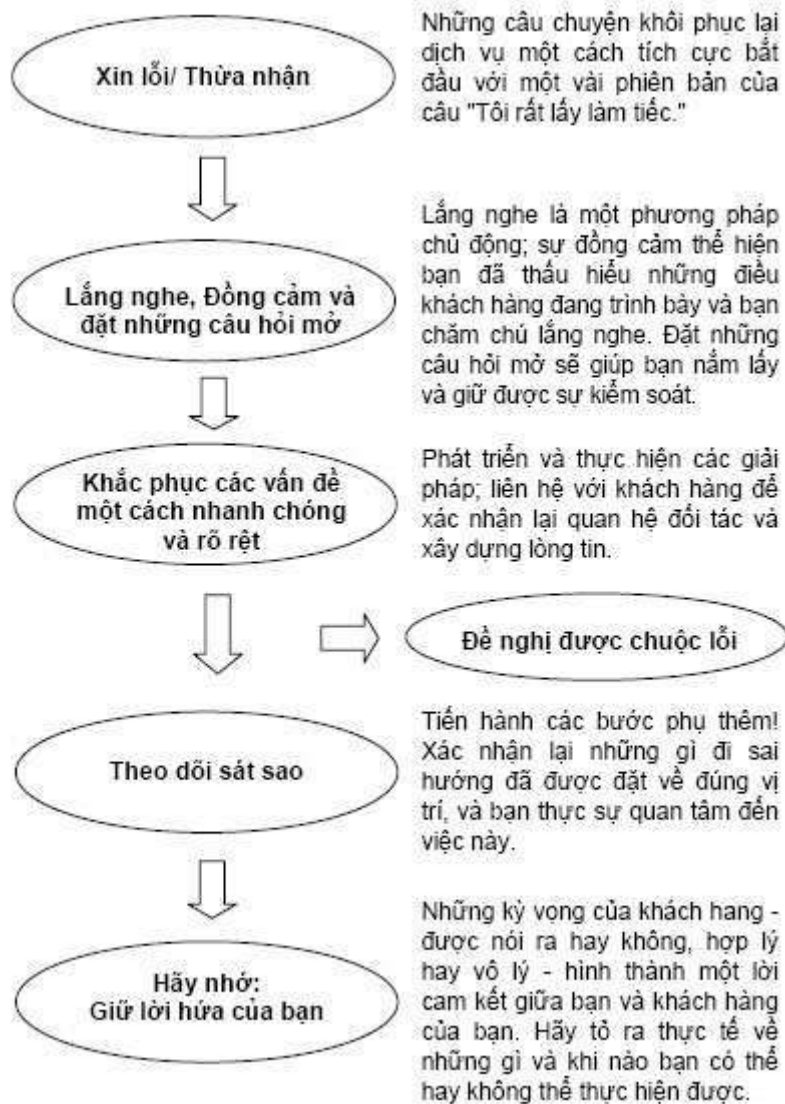 Xin lỗi/ Thừa nhận
Những câu chuyện khôi phục lại
dịch vụ một cách tích cực bắt
đầu với một vài phiên bản của
câu "Tôi rất lấy làm tiếc."
Lắng nghe, Đồng cảm và
đặt những câu hỏi mở
Lắng nghe là một phương pháp
chủ động; sự đồng cảm thể hiện
bạn đã thấu hiểu những điều
khách hàng đang trình bày và bạn
chăm chú lắng nghe. Đặt những
câu hỏi mở sẽ giúp bạn nắm lấy
và giữ được sự kiểm soát.
Khắc phục các vấn đề
một cách nhanh chóng
và rõ rệt
Phát triển và thực hiện các giải
pháp; liên hệ với khách hàng để
xác nhận lại quan hệ đối tác và
xây dựng lòng tin.
Đề nghị được chuộc lỗi
Theo dõi sát sao
Tiến hành các bước phụ thêm!
Xác nhận lại những gì đi sai
hướng đã được đặt về đúng vị
trí, và bạn thực sự quan tâm đến
việc này.
Hãy nhớ:
Giữ lời hứa của bạn
Những kỳ vọng của khách hang -
được nói ra hay không, hợp lý
hay vô lý - hình thành một lời
cam kết giữa bạn và khách hàng
của bạn. Hãy tỏ ra thực tế về
những gì và khi nào bạn có thể
hay không thể thực hiện được.